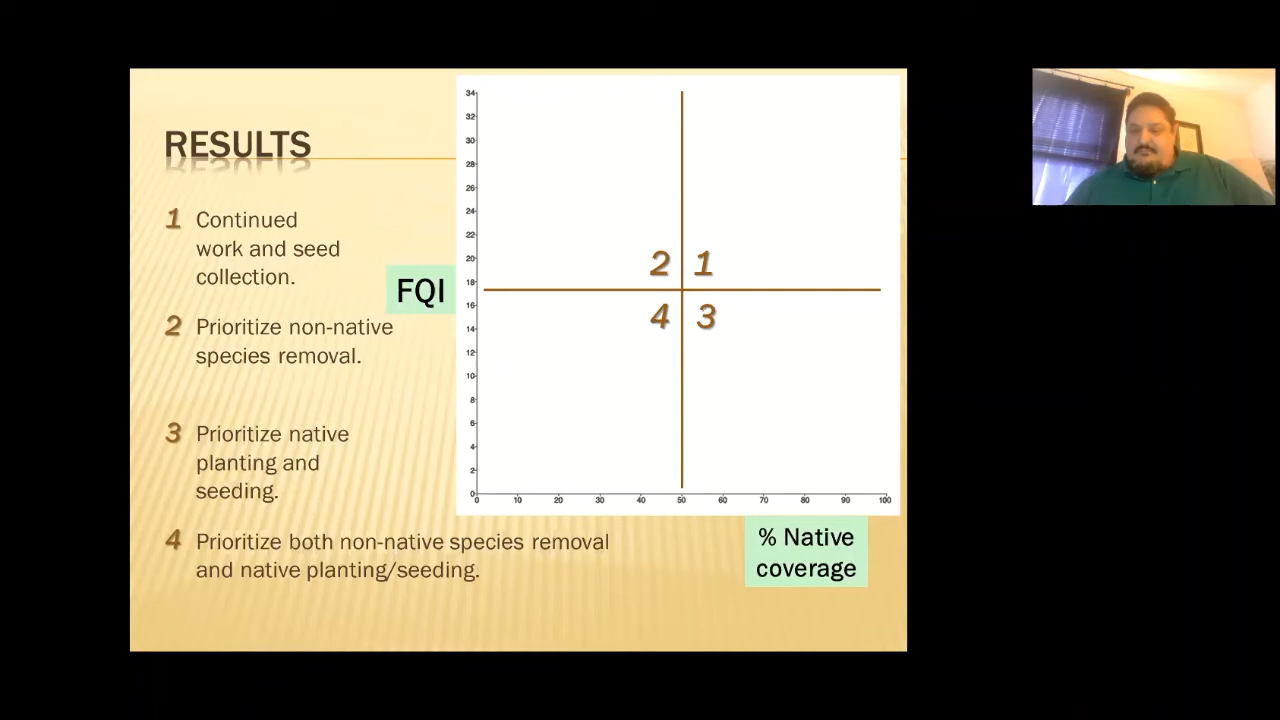 RESULTS
1 Continued
work and seed
collection.
2 Prioritize non-native
species removal.
3 Prioritize native
planting and
seeding.
4 Prioritize both non-native species removal
and native planting/seeding.
FQI
34
32
30
28
26
24
22
20
18
16
14
12
10
8
6
4
2
0
2 1
4 3
0 10 20 30 40 50 60 70 80 90 100
% Native
coverage